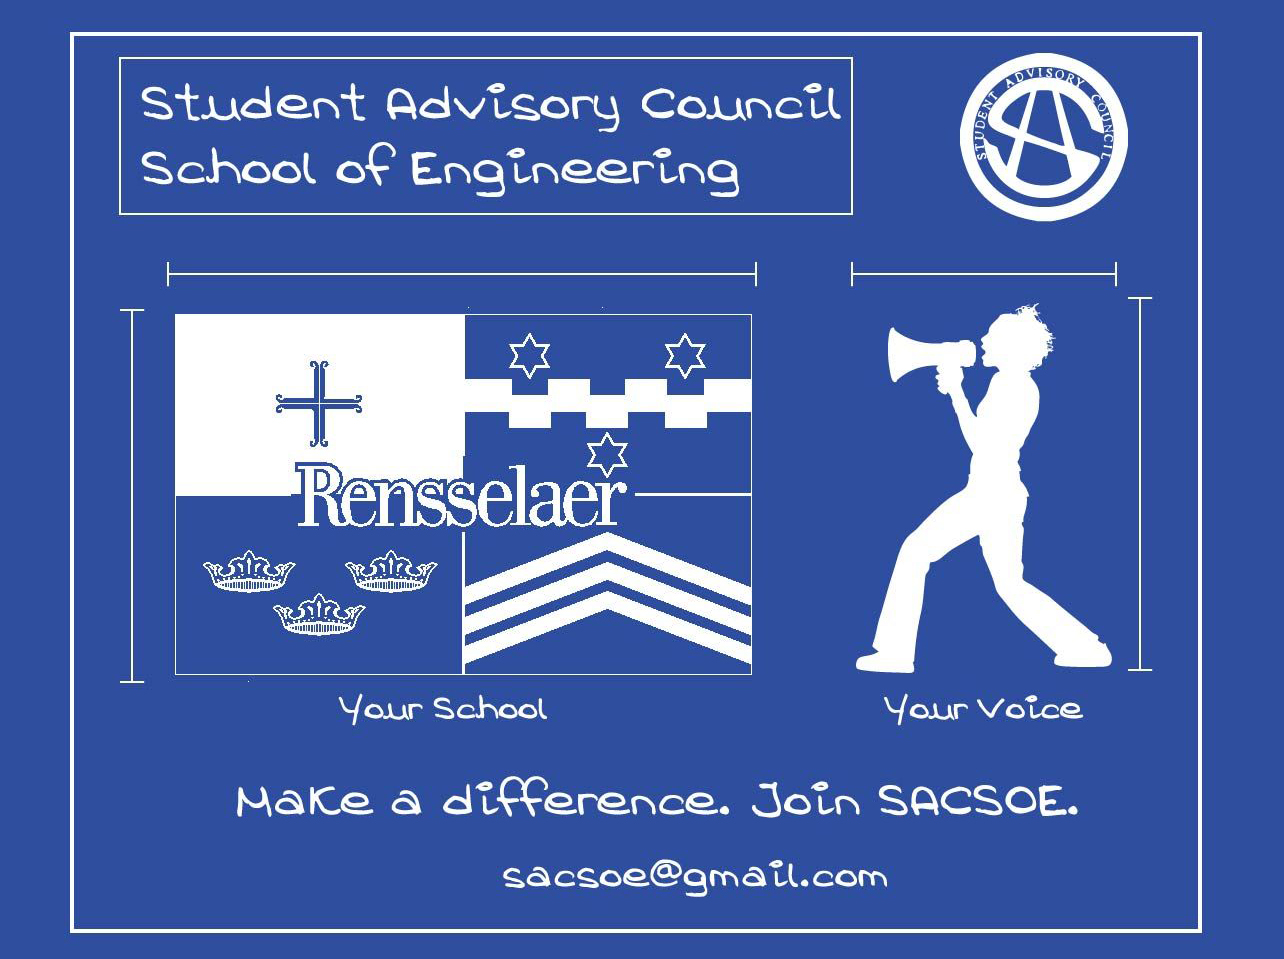 Student Advisory Council
School of Engineering
STUDENT ADVISORY COUNCIL
SA
Rensselaer
Your School
Your Voice
Make a difference. Join SACSOE.
sacsoe@gmail.com